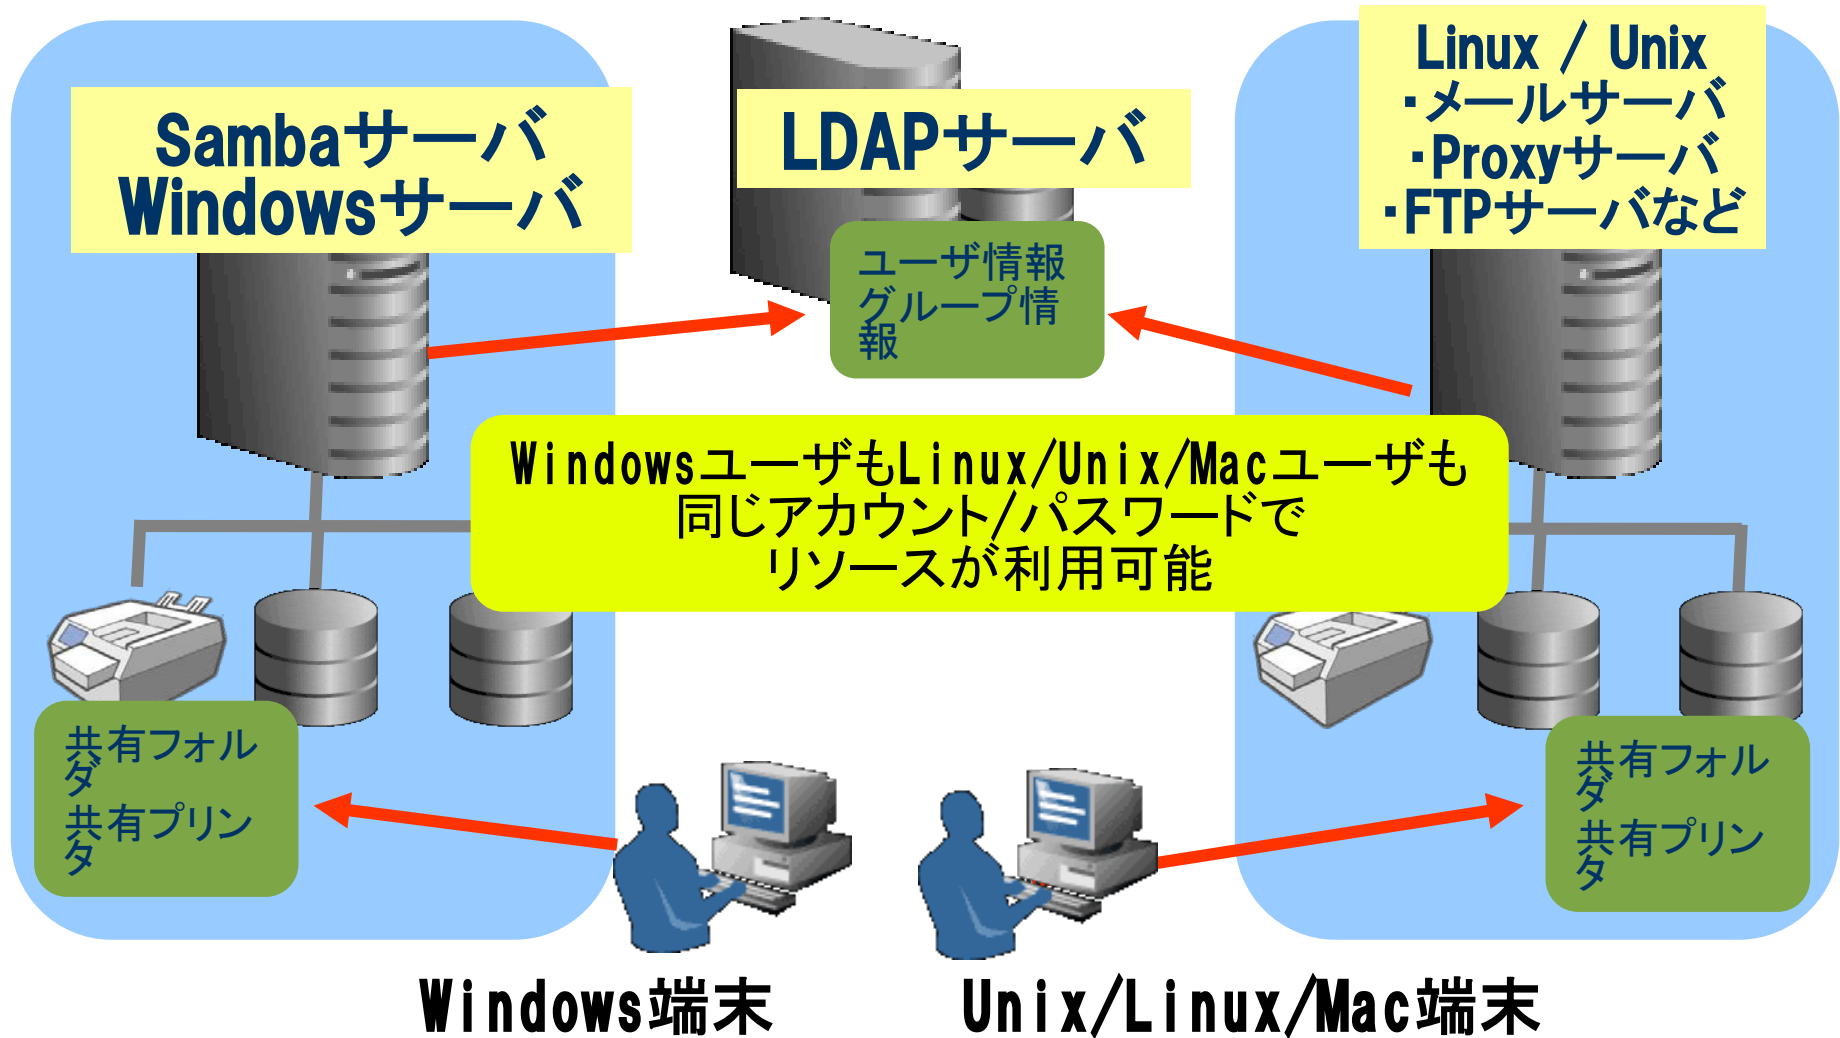 Sambaサーバ
Windowsサーバ
LDAPサーバ
ユーザ情報
グループ情
報
Linux / Unix
・メールサーバ
・Proxyサーバ
・FTPサーバなど
WindowsユーザもLinux/Unix/Macユーザも
同じアカウント/パスワードで
リソースが利用可能
共有フォル
ダ
共有プリン
タ
共有フォル
ダ
共有プリン
タ
Windows端末
Unix/Linux/Mac端末